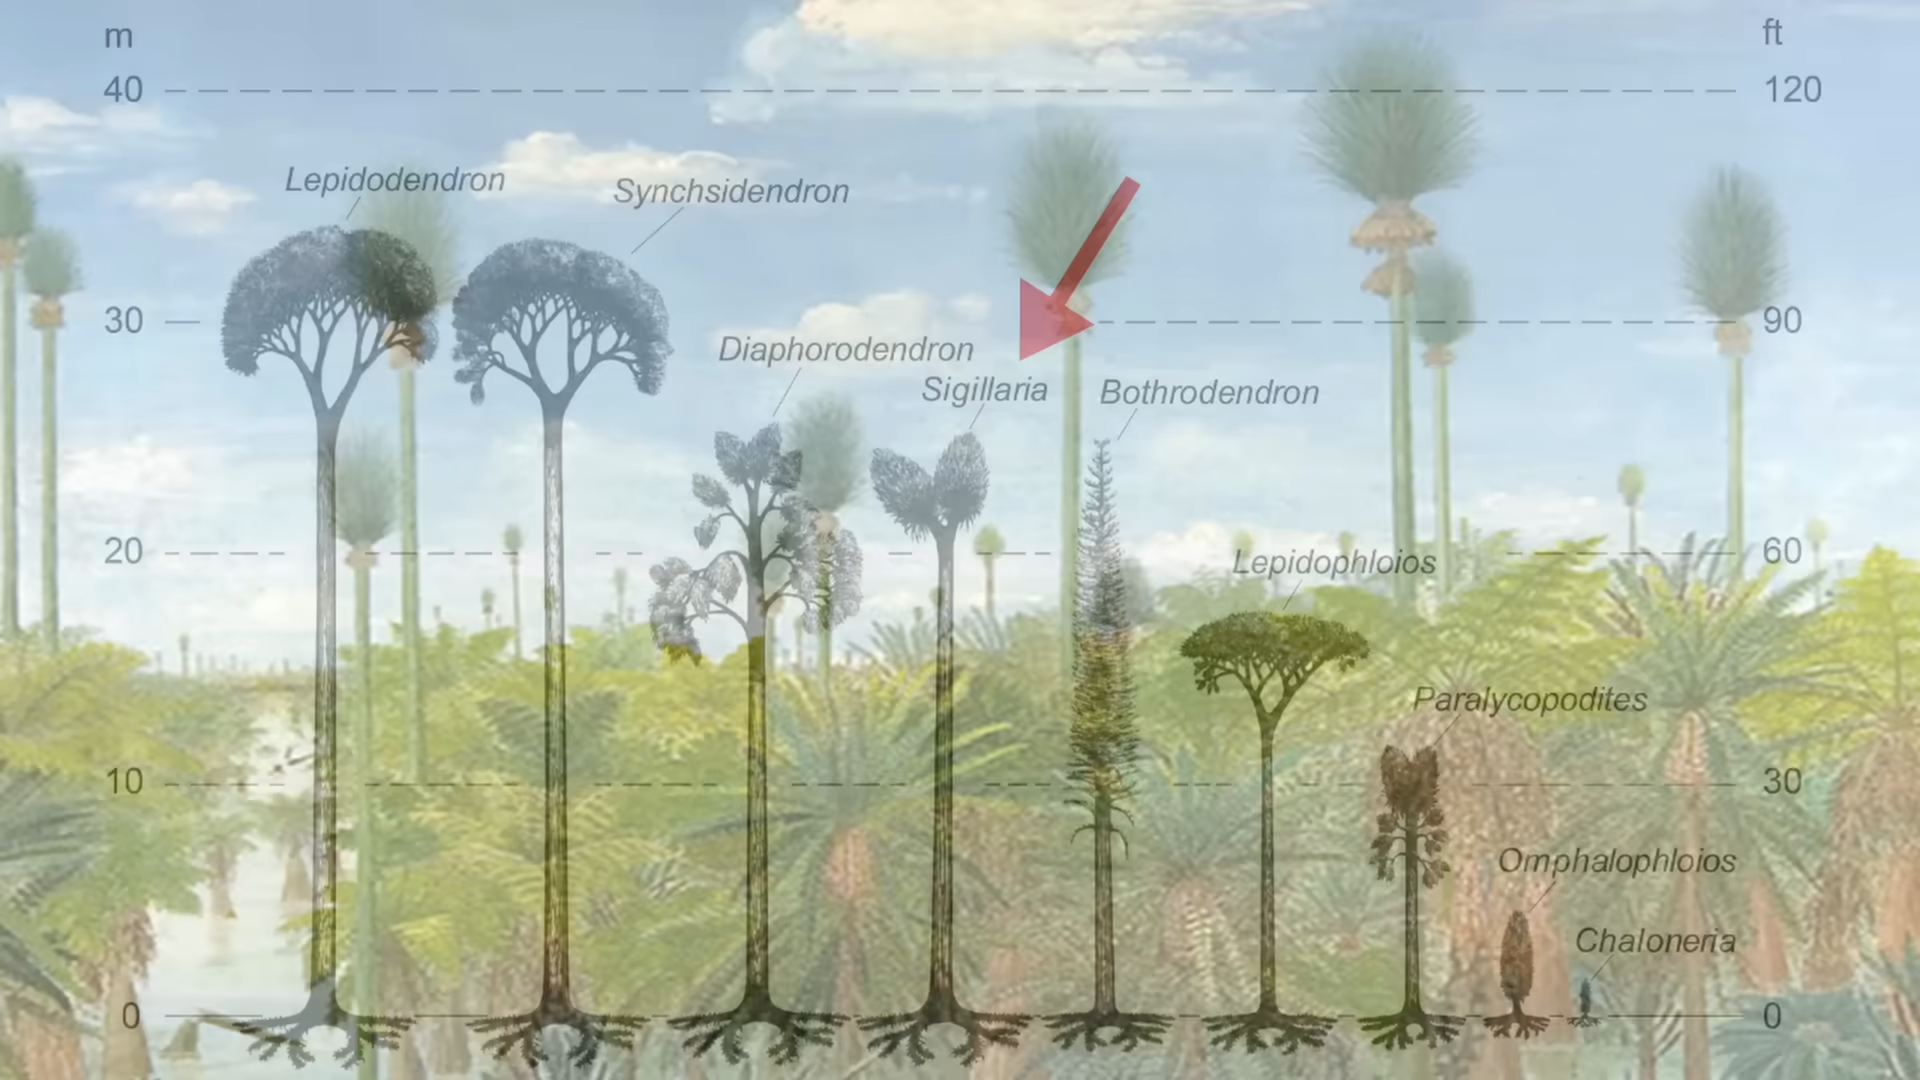 m
ft
40
120
Lepidodendron
Synchsidendron
30
90
Diaphorodendron
Sigillaria
Bothrodendron
20
60
Lepidophloios
Paralycopodites
10
30
Omphalophloios
Chaloneria
0
0